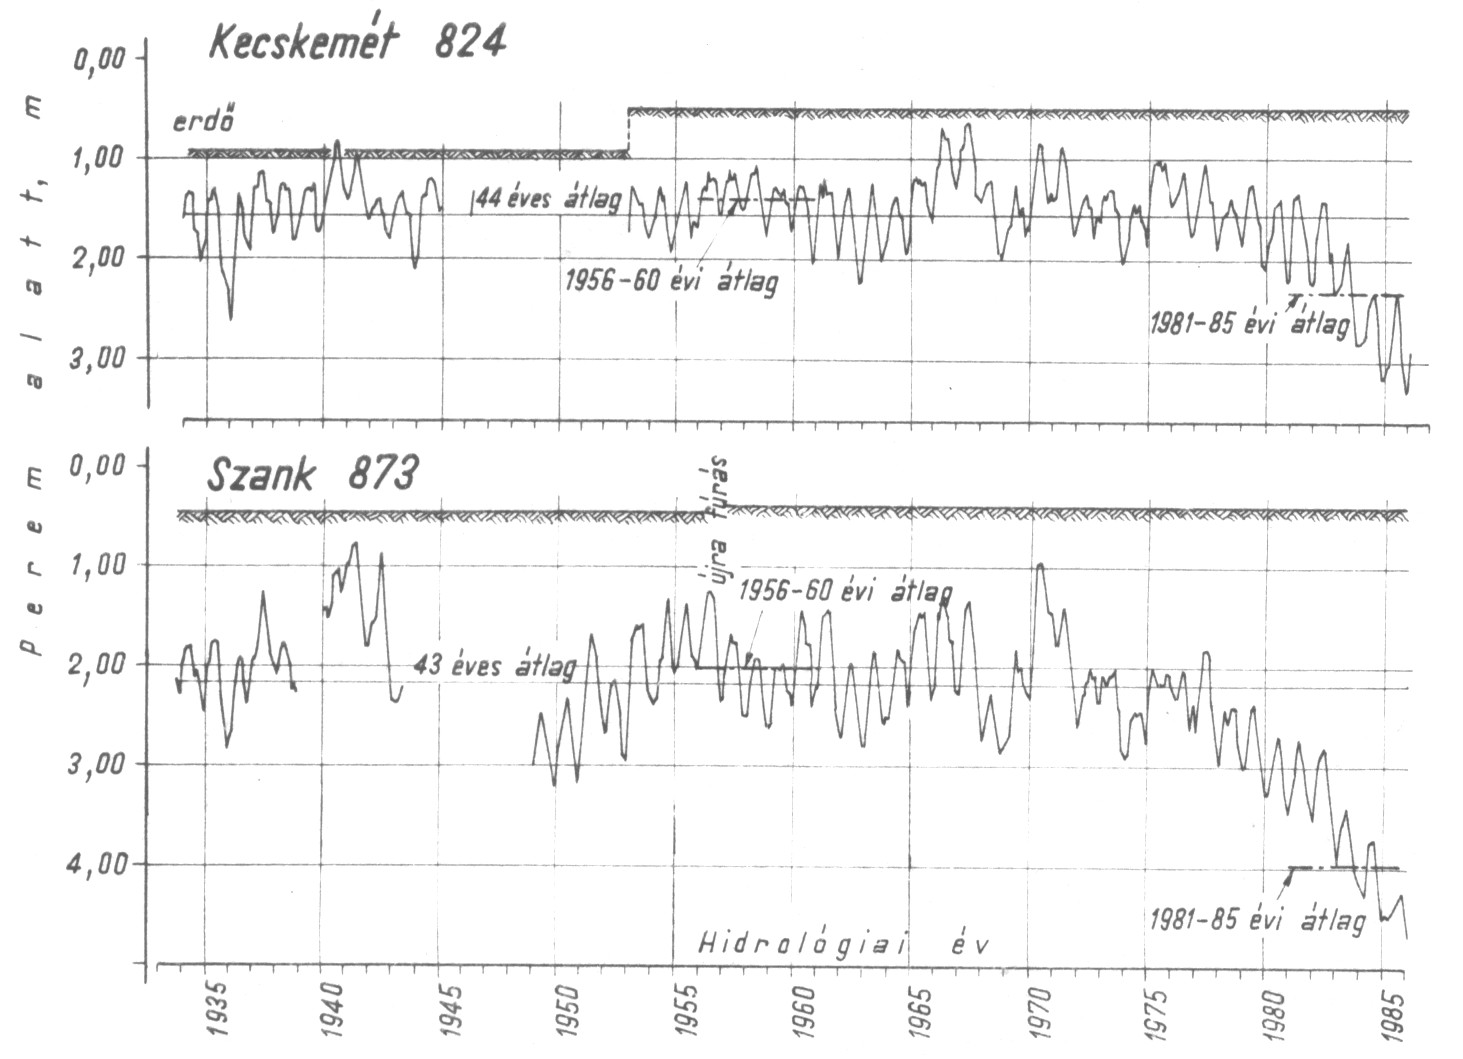 Kecskemét 824
0,00
erdő
1,00
44 éves átlag
2,00
1956-60 évi átlag
1981-85 évi átlag
3,00
perem alatt, m
Szank 873
0,00
újra fúrás
1,00
1956-60 évi átlag
2,00
43 éves átlag
3,00
4,00
1981-85 évi átlag
Hidrológiai év
1935 1940 1945 1950 1955 1960 1965 1970 1975 1980 1985